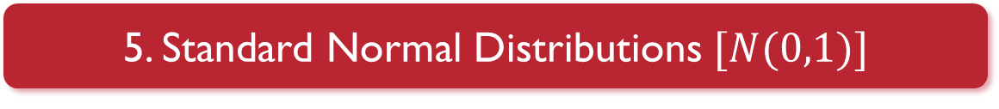 5. Standard Normal Distributions [N(0,1)]